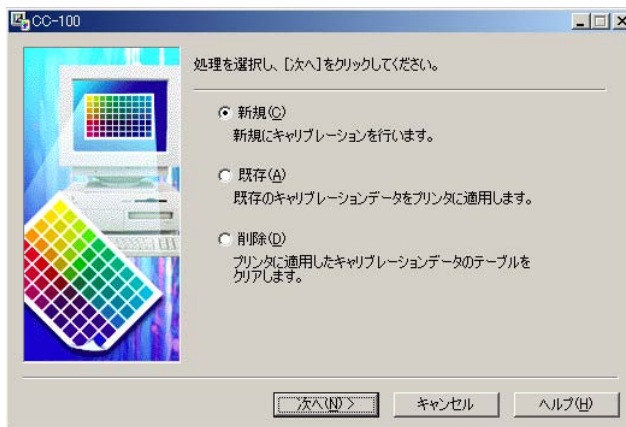 CC-100
処理を選択し、[次へ]をクリックしてください。
新規(C)
新規にキャリブレーションを行います。
既存(A)
既存のキャリブレーションデータをプリンタに適用します。
削除(D)
プリンタに適用したキャリブレーションデータのテーブルを
クリアします。
次へ(N) >
キャンセル
ヘルプ(H)